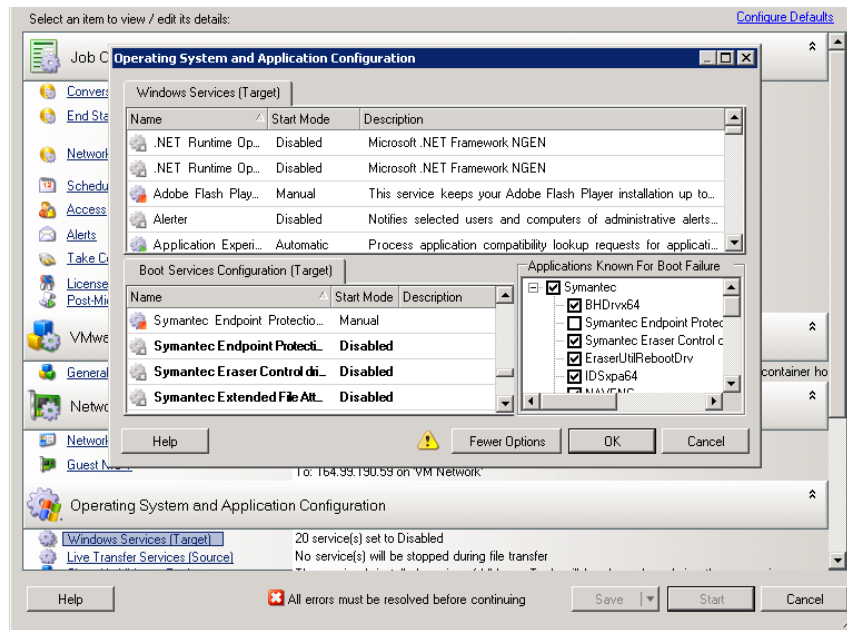 Select an item to view / edit its details:
Configure Defaults
Job C
Operating System and Application Configuration
Convers
End Sta
Network
Schedu
Access
Alerts
Take Co
License
Post-Mi
VMwa
General
container ho
Netwo
Network
Guest N
To: 164.99.190.59 on 'VM Network'
Windows Services (Target)
Name Start Mode Description
.NET Runtime Op... Disabled Microsoft .NET Framework NGEN
.NET Runtime Op... Disabled Microsoft .NET Framework NGEN
Adobe Flash Play... Manual This service keeps your Adobe Flash Player installation up to...
Alerter Disabled Notifies selected users and computers of administrative alerts...
Application Experi... Automatic Process application compatibility lookup requests for applicati...
Boot Services Configuration (Target)
Name Start Mode Description
Symantec Endpoint Protectio... Manual
Symantec Endpoint Protecti... Disabled
Symantec Eraser Control dri... Disabled
Symantec Extended File Att... Disabled
Applications Known For Boot Failure
Symantec
BHDrvx64
Symantec Endpoint Protec
Symantec Eraser Control d
EraserUtilRebootDrv
IDSxpa64
Help
Fewer Options
OK
Cancel
Operating System and Application Configuration
Windows Services (Target) 20 service(s) set to Disabled
Live Transfer Services (Source) No service(s) will be stopped during file transfer
Help
All errors must be resolved before continuing
Save
Start
Cancel